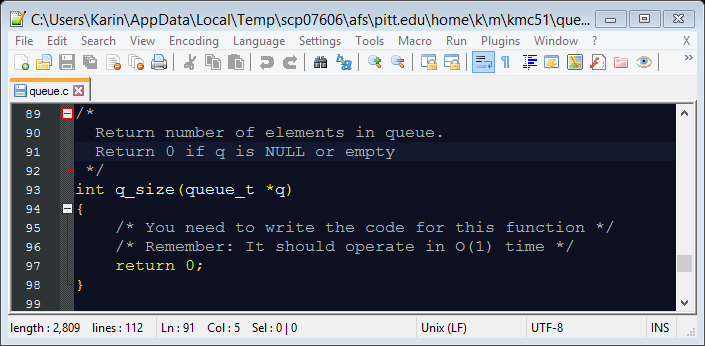 C:\Users\Karin\AppData\Local\Temp\scp07606\afs\pitt.edu\home\k\m\kmc51\que...
File Edit Search View Encoding Language Settings Tools Macro Run Plugins Window ? X
queue.c
89 /*
90 Return number of elements in queue.
91 Return 0 if q is NULL or empty
92 */
93 int q_size(queue_t *q)
94 {
95 /* You need to write the code for this function */
96 /* Remember: It should operate in O(1) time */
97 return 0;
98 }
99
length : 2,809 lines : 112 Ln : 91 Col : 5 Sel : 0 | 0 Unix (LF) UTF-8 INS